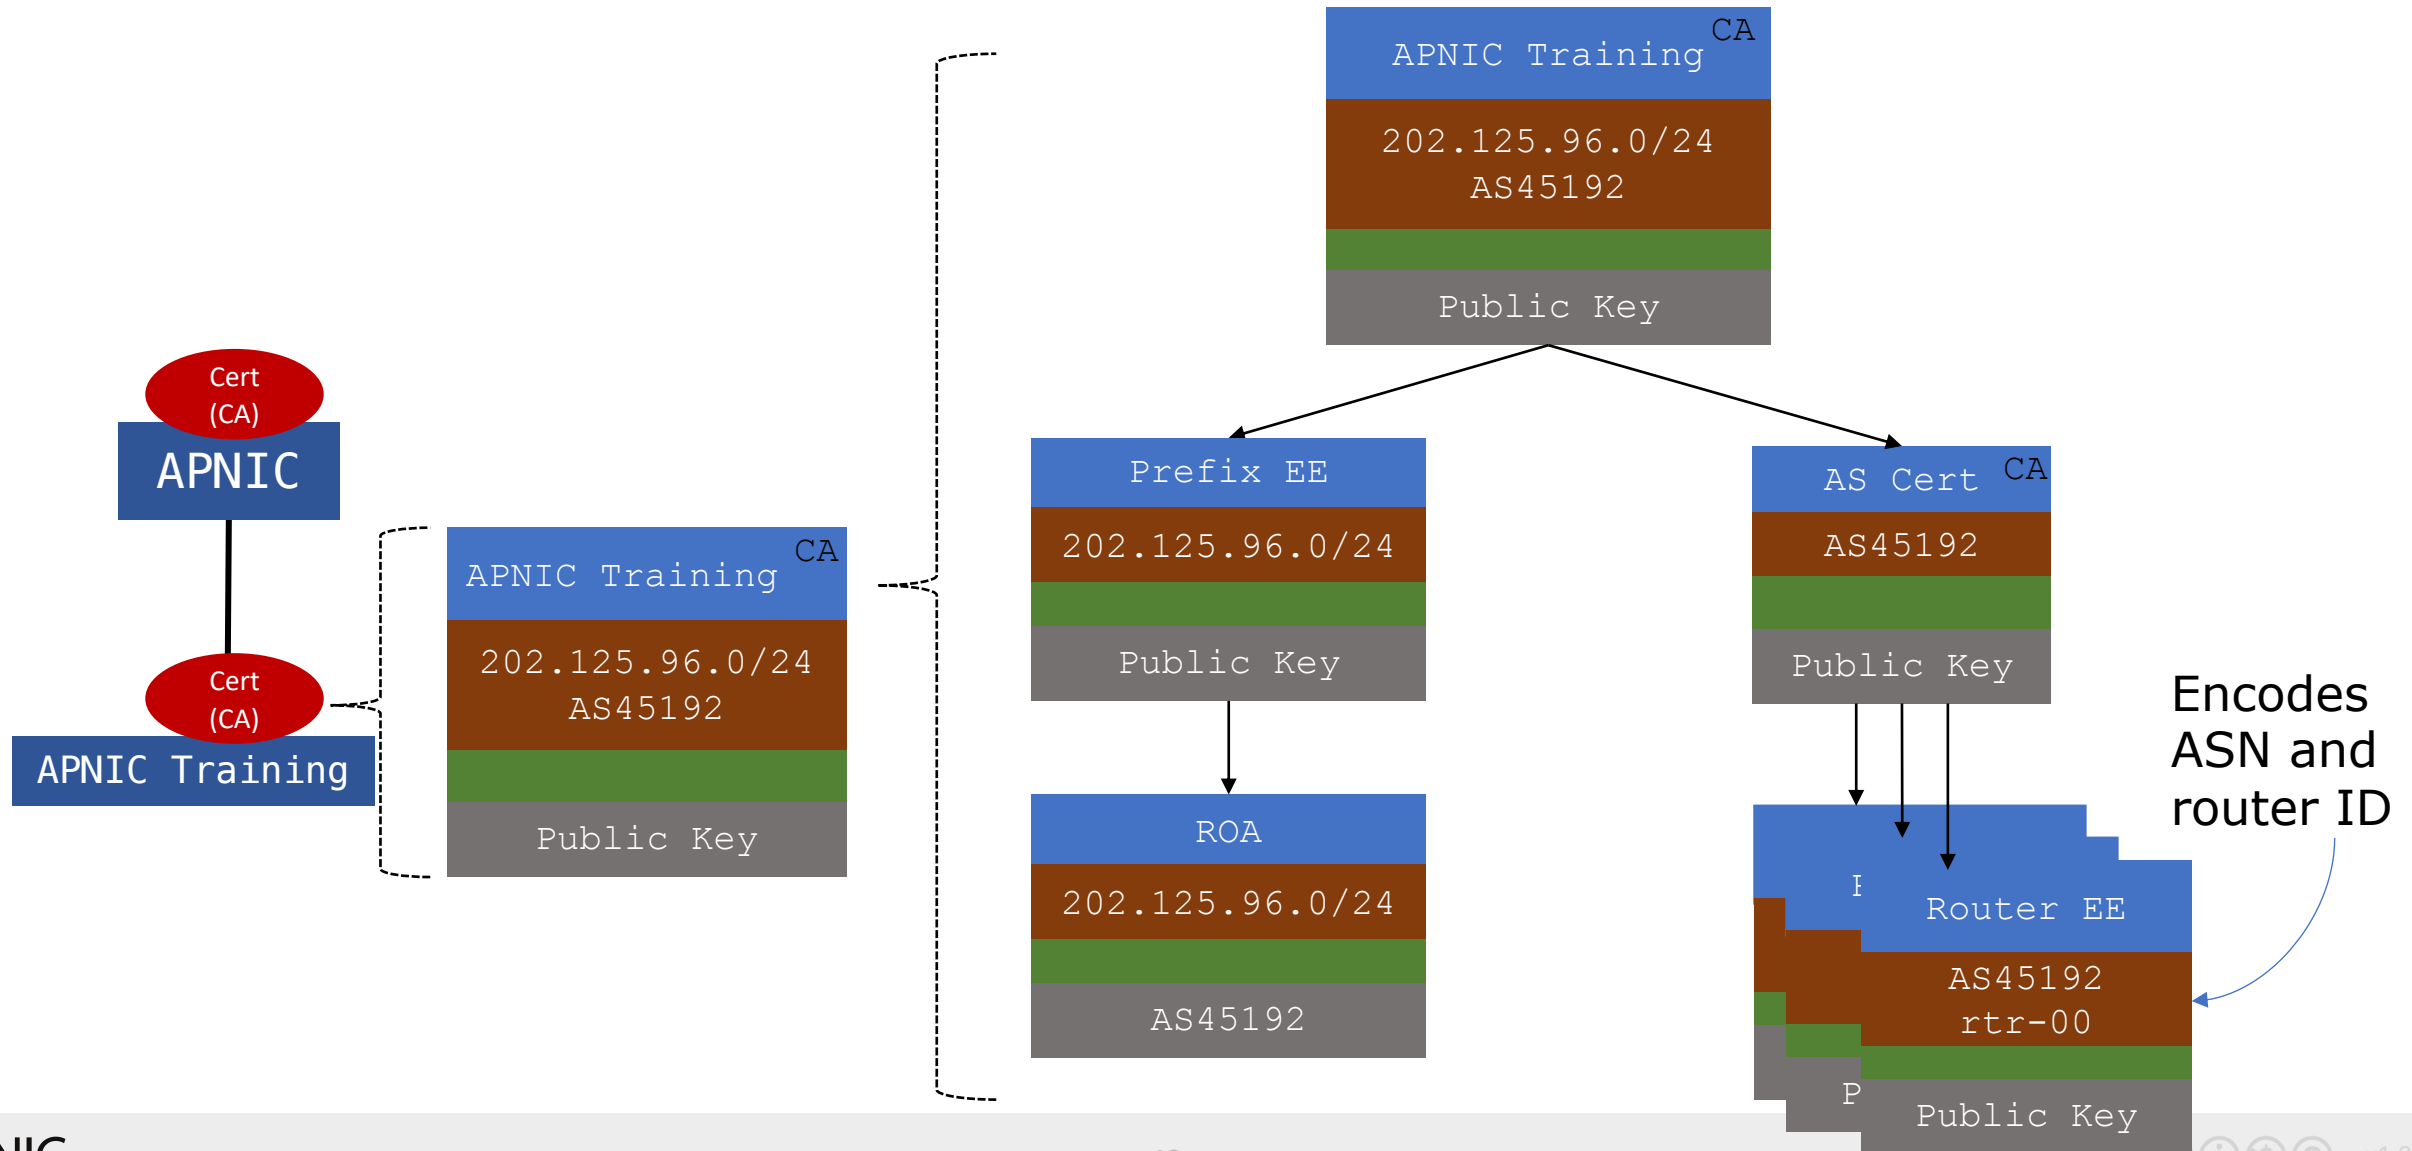 Cert
(CA)
APNIC
Cert
(CA)
APNIC Training
APNIC Training
CA
202.125.96.0/24
AS45192
Public Key
APNIC Training
CA
202.125.96.0/24
AS45192
Public Key
Prefix EE
202.125.96.0/24
Public Key
ROA
202.125.96.0/24
AS45192
AS Cert
CA
AS45192
Public Key
Router EE
AS45192
rtr-00
Public Key
P
Encodes
ASN and
router ID